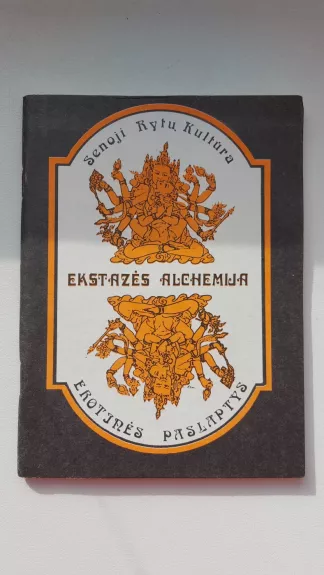 Senoji Rytų Kultūra
EKSTAZĖS ALCHEMIJA
EROTINĖS PASLAPTYS